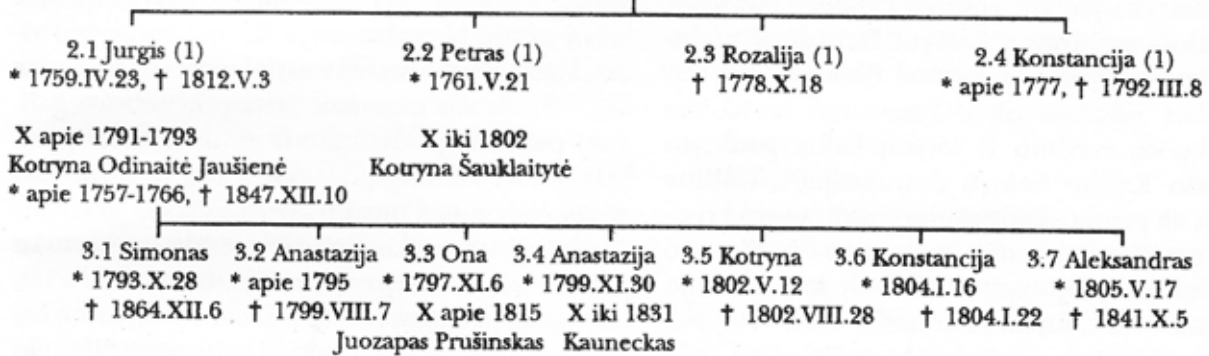 2.1 Jurgis (1) 2.2 Petras (1) 2.3 Rozalija (1) 2.4 Konstancija (1)
* 1759.IV.23, † 1812.V.3 * 1761.V.21 † 1778.X.18 * apie 1777, † 1792.III.8
X apie 1791-1793 X iki 1802
Kotryna Odinaitė Jaušienė Kotryna Šauklaitytė
* apie 1757-1766, † 1847.XII.10
3.1 Simonas 3.2 Anastazija 3.3 Ona 3.4 Anastazija 3.5 Kotryna 3.6 Konstancija 3.7 Aleksandras
* 1793.X.28 * apie 1795 * 1797.XI.6 * 1799.XI.30 * 1802.V.12 * 1804.I.16 * 1805.V.17
† 1864.XII.6 † 1799.VIII.7 X apie 1815 X iki 1831 † 1802.VIII.28 † 1804.I.22 † 1841.X.5
Juozapas Prušinskas Kauneckas